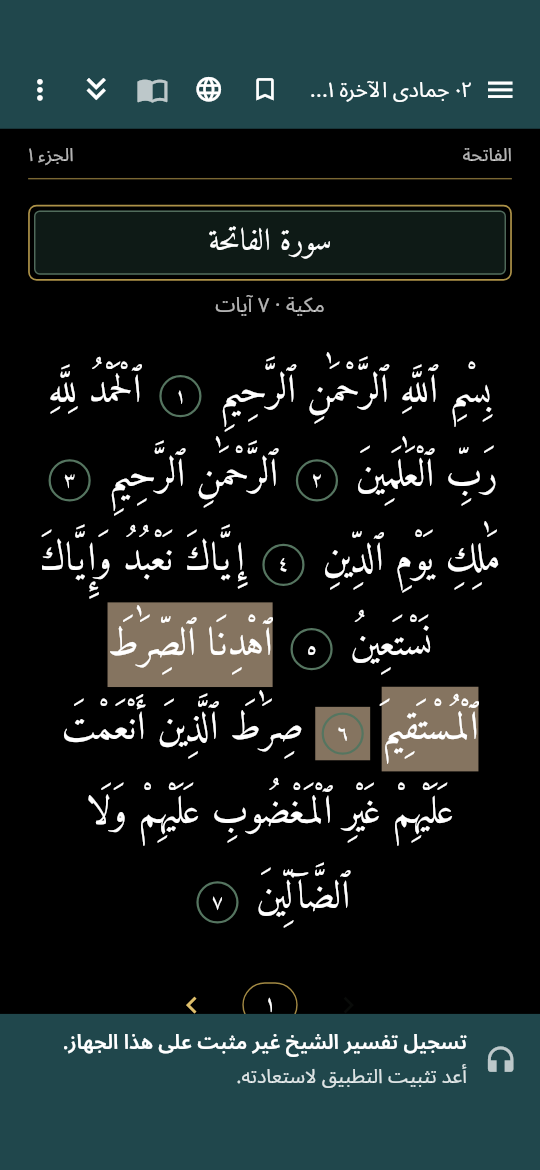 ٠٢ جمادى الآخرة ١...
الفاتحة
الجزء ١
سورة الفاتحة
مكية · ٧ آيات
بِسْمِ ٱللَّهِ ٱلرَّحْمَٰنِ ٱلرَّحِيمِ ١ ٱلْحَمْدُ لِلَّهِ
رَبِّ ٱلْعَٰلَمِينَ ٢ ٱلرَّحْمَٰنِ ٱلرَّحِيمِ ٣
مَٰلِكِ يَوْمِ ٱلدِّينِ ٤ إِيَّاكَ نَعْبُدُ وَإِيَّاكَ
نَسْتَعِينُ ٥ ٱهْدِنَا ٱلصِّرَٰطَ
ٱلْمُسْتَقِيمَ ٦ صِرَٰطَ ٱلَّذِينَ أَنْعَمْتَ
عَلَيْهِمْ غَيْرِ ٱلْمَغْضُوبِ عَلَيْهِمْ وَلَا
ٱلضَّآلِّينَ ٧
١
تسجيل تفسير الشيخ غير مثبت على هذا الجهاز.
أعد تثبيت التطبيق لاستعادته.